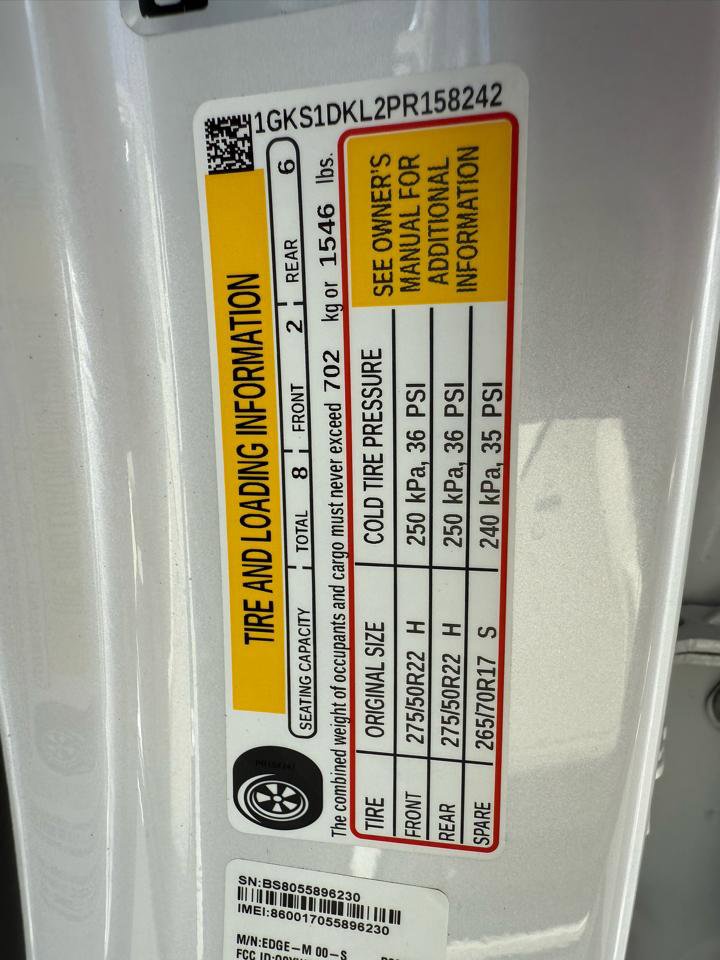 1GKS1DKL2PR158242
TIRE AND LOADING INFORMATION
SEATING CAPACITY TOTAL 8 FRONT 2 REAR 6
The combined weight of occupants and cargo must never exceed 702 kg or 1546 lbs.
TIRE ORIGINAL SIZE COLD TIRE PRESSURE
FRONT 275/50R22 H 250 kPa, 36 PSI
REAR 275/50R22 H 250 kPa, 36 PSI
SPARE 265/70R17 S 240 kPa, 35 PSI
SEE OWNER'S
MANUAL FOR
ADDITIONAL
INFORMATION
SN:BS8055896230
IMEI:860017055896230
M/N:EDGE-M 00-S
FCC ID: